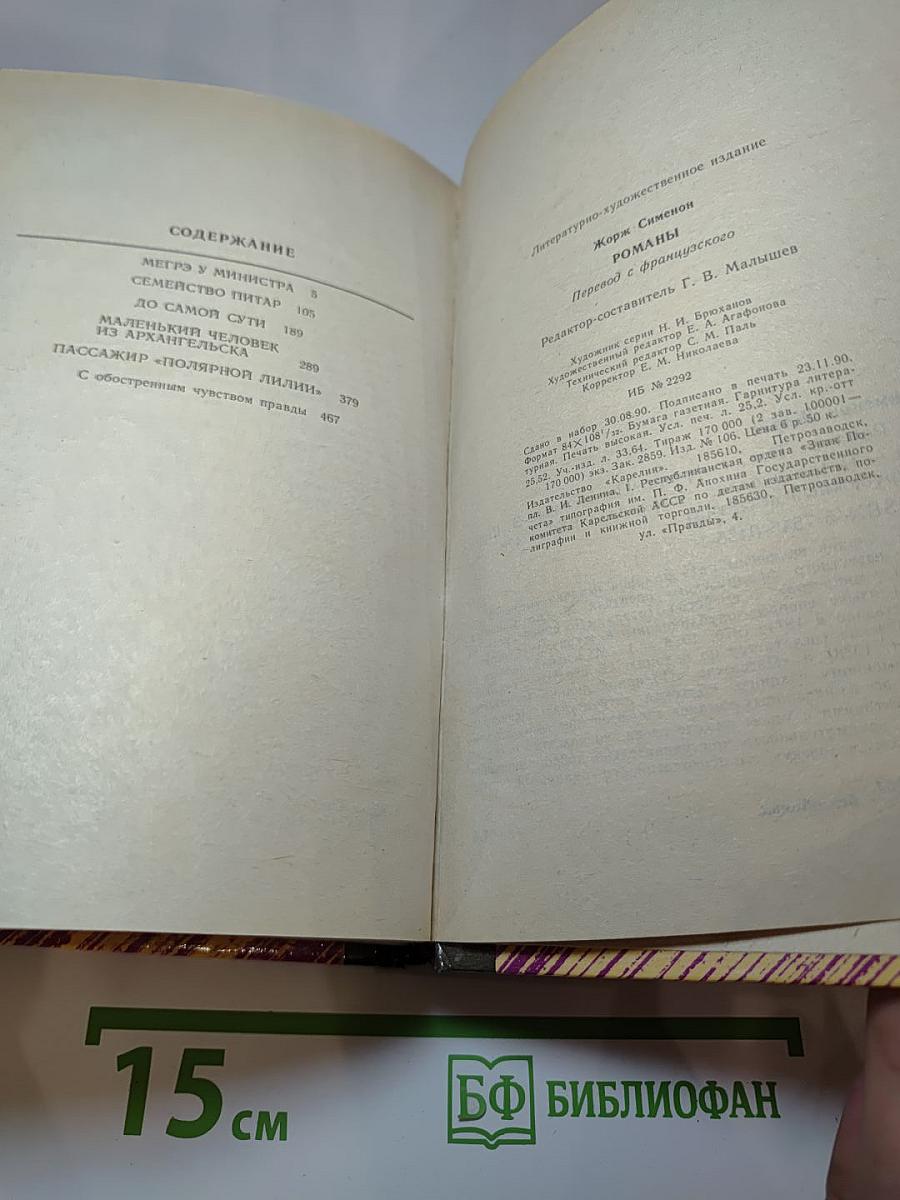 СОДЕРЖАНИЕ
МЕГРЭ У МИНИСТРА 5
СЕМЕЙСТВО ПИТАР 105
ДО САМОЙ СУТИ 189
МАЛЕНЬКИЙ ЧЕЛОВЕК
ИЗ АРХАНГЕЛЬСКА 289
ПАССАЖИР «ПОЛЯРНОЙ ЛИЛИИ» 379
С обостренным чувством правды 467
Литературно-художественное издание
Жорж Сименон
РОМАНЫ
Перевод с французского
Редактор-составитель Г. В. Малышев
Художник серии Н. И. Брюханов
Художественный редактор Е. А. Агафонова
Технический редактор С. М. Паль
Корректор Е. М. Николаева
ИБ № 2292
Сдано в набор 30.08.90. Подписано в печать 23.11.90.
Формат 84×108¹/₃₂. Бумага газетная. Гарнитура литера-
турная. Печать высокая. Усл. печ. л. 25,2. Усл. кр.-отт
25,52. Уч.-изд. л. 33,64. Тираж 170 000 (2 зав. 100001—
170 000) экз. Зак. 2859. Изд. № 106. Цена 6 р. 50 к.
Издательство «Карелия». 185610, Петрозаводск,
пл. В. И. Ленина, 1. Республиканская ордена «Знак По-
чета» типография им. П. Ф. Анохина Государственного
комитета Карельской АССР по делам издательств, по-
лиграфии и книжной торговли. 185630, Петрозаводск,
ул. «Правды», 4.
15 см
БФ БИБЛИОФАН